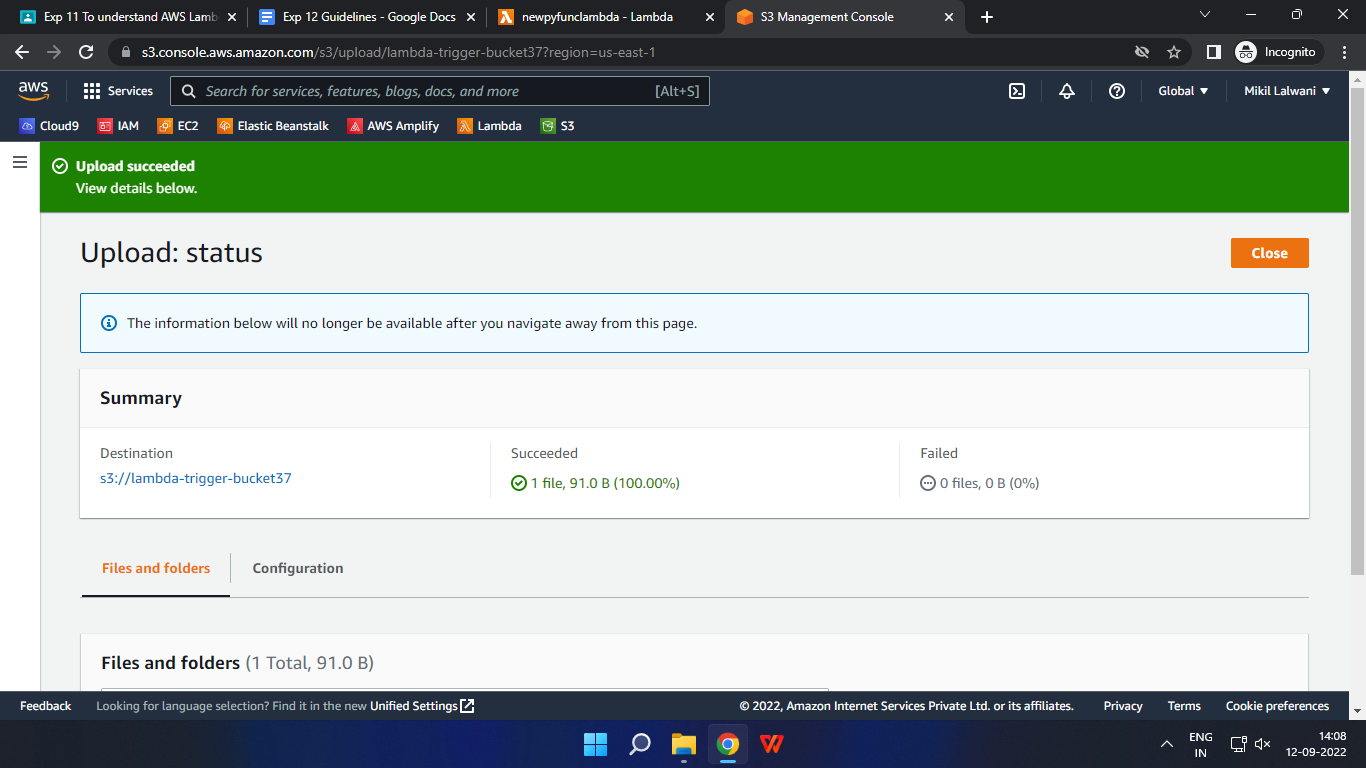 Exp 11 To understand AWS Lamb
Exp 12 Guidelines - Google Docs
newpyfunclambda - Lambda
S3 Management Console
s3.console.aws.amazon.com/s3/upload/lambda-trigger-bucket37?region=us-east-1
Incognito
aws
Services
Search for services, features, blogs, docs, and more
[Alt+S]
Global
Mikil Lalwani
Cloud9
IAM
EC2
Elastic Beanstalk
AWS Amplify
Lambda
S3
Upload succeeded
View details below.
Upload: status
Close
The information below will no longer be available after you navigate away from this page.
Summary
Destination
s3://lambda-trigger-bucket37
Succeeded
1 file, 91.0 B (100.00%)
Failed
0 files, 0 B (0%)
Files and folders
Configuration
Files and folders (1 Total, 91.0 B)
Feedback
Looking for language selection? Find it in the new Unified Settings
© 2022, Amazon Internet Services Private Ltd. or its affiliates.
Privacy
Terms
Cookie preferences
ENG
IN
14:08
12-09-2022